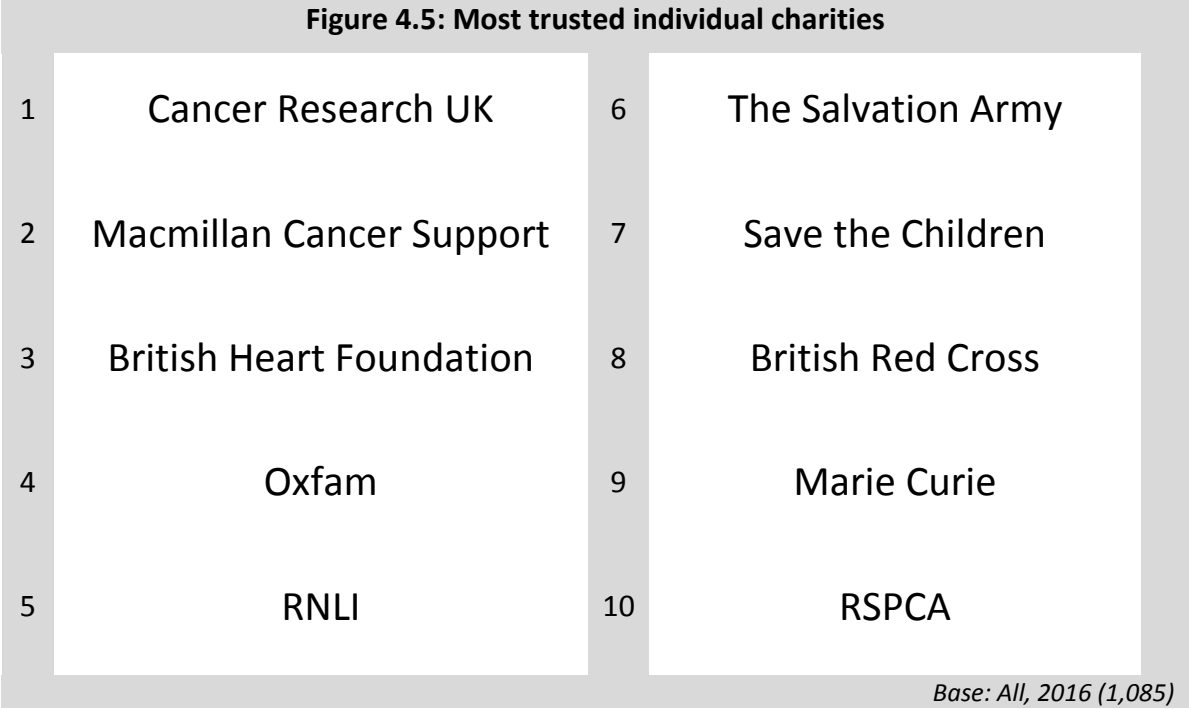 Figure 4.5: Most trusted individual charities
1 Cancer Research UK
2 Macmillan Cancer Support
3 British Heart Foundation
4 Oxfam
5 RNLI
6 The Salvation Army
7 Save the Children
8 British Red Cross
9 Marie Curie
10 RSPCA
Base: All, 2016 (1,085)